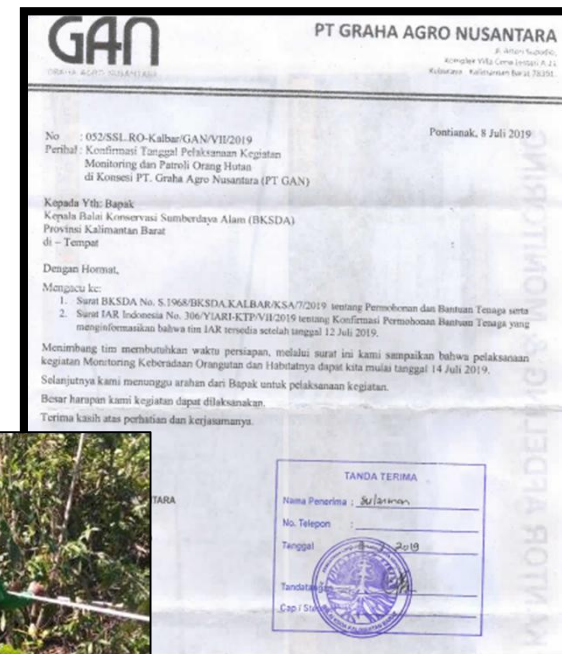 GAN
GRAHA AGRO NUSANTARA
PT GRAHA AGRO NUSANTARA
Kalimantan Barat 78391.
Pontianak, 8 Juli 2019
No : 052/SSL.RO-Kalbar/GAN/VII/2019
Perihal : Konfirmasi Tanggal Pelaksanaan Kegiatan
Monitoring dan Patroli Orang Hutan
di Konsesi PT. Graha Agro Nusantara (PT GAN)
Kepada Yth: Bapak
Kepala Balai Konservasi Sumberdaya Alam (BKSDA)
Provinsi Kalimantan Barat
di – Tempat
Dengan Hormat,
Mengacu ke:
1. Surat BKSDA No. S.1968/BKSDA.KALBAR/KSA/7/2019 tentang Permohonan dan Bantuan Tenaga serta
2. Surat IAR Indonesia No. 306/YIARI-KTP/VII/2019 tentang Konfirmasi Permohonan Bantuan Tenaga yang
menginformasikan bahwa tim IAR tersedia setelah tanggal 12 Juli 2019.
Menimbang tim membutuhkan waktu persiapan, melalui surat ini kami sampaikan bahwa pelaksanaan
kegiatan Monitoring Keberadaan Orangutan dan Habitatnya dapat kita mulai tanggal 14 Juli 2019.
Selanjutnya kami menunggu arahan dari Bapak untuk pelaksanaan kegiatan.
Besar harapan kami kegiatan dapat dilaksanakan.
Terima kasih atas perhatian dan kerjasamanya.
TARA
TANDA TERIMA
Nama Penerima : Sularman
No. Telepon :
Tanggal 2019
Tandata
Cap / St
KANTOR AFDELING & MONITORING